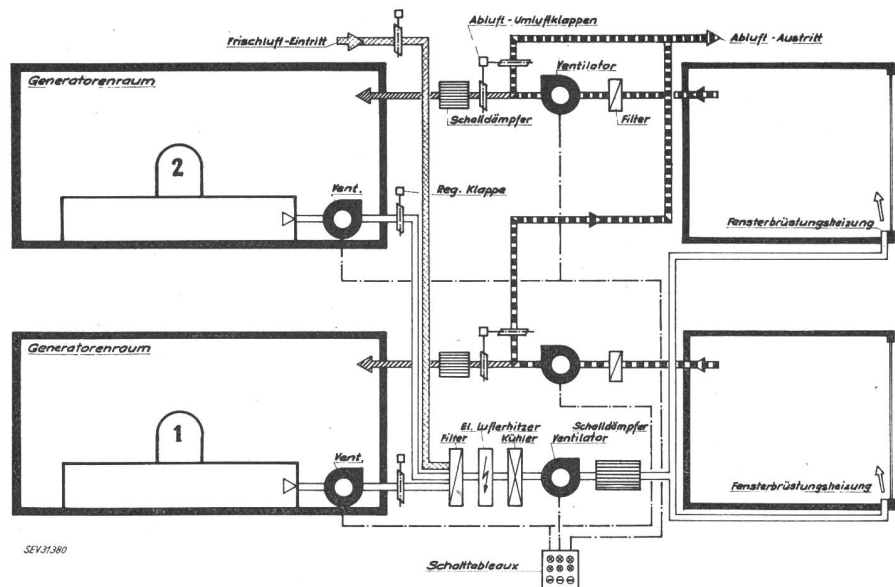 Abluft-Umluftklappen
Frischluft-Eintritt
Abluft-Austritt
Ventilator
Generatorenraum
Schalldämpfer
Filter
2
Vent.
Reg. Klappe
Fensterbrüstungsheizung
Generatorenraum
1
Vent.
Filter
El. Lufterhitzer
Kühler
Ventilator
Schalldämpfer
Fensterbrüstungsheizung
SEV31380
Schalttableaux